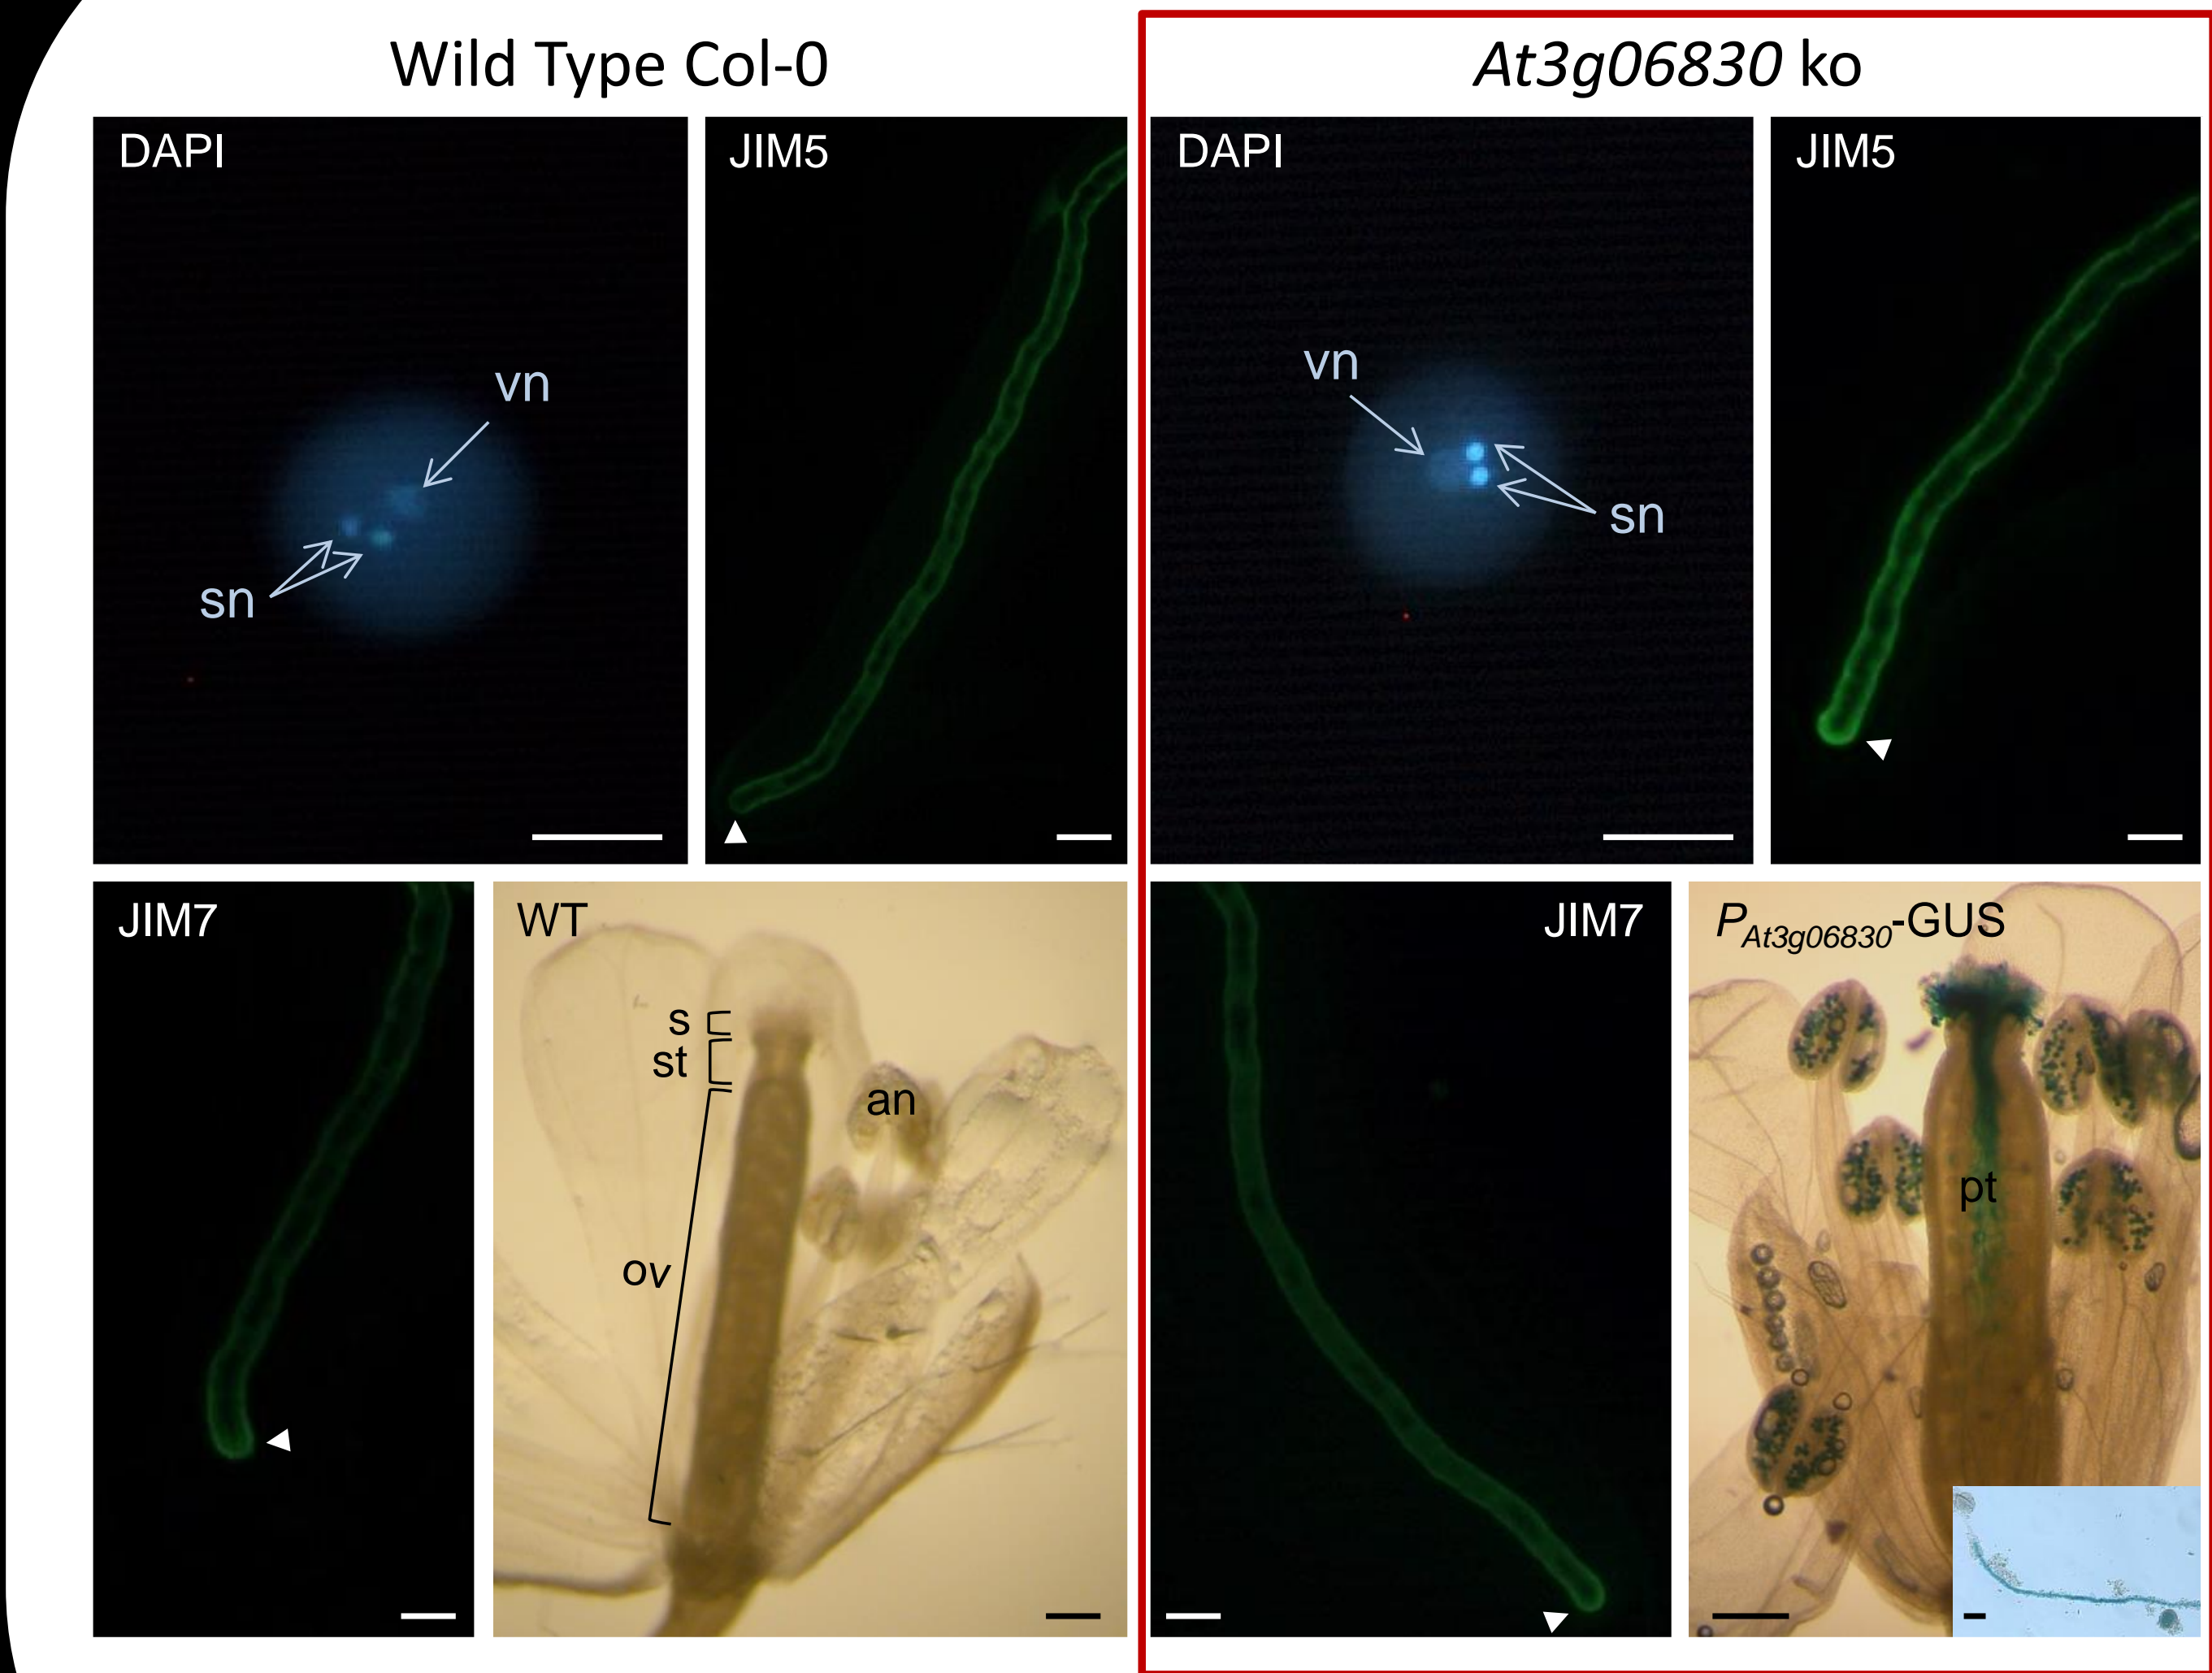 Wild Type Col-0
At3g06830 ko
DAPI
vn
sn
JIM5
DAPI
vn
sn
JIM5
JIM7
WT
s
st
an
ov
JIM7
PAt3g06830-GUS
pt